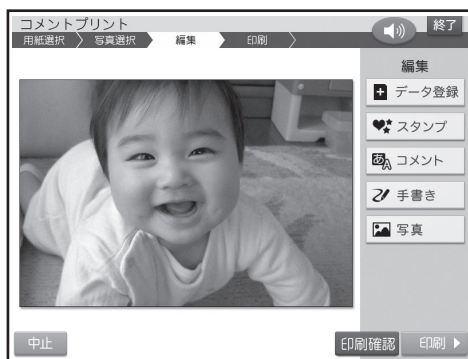 コメントプリント
終了
用紙選択
写真選択
編集
印刷
編集
データ登録
スタンプ
あA コメント
手書き
写真
中止
印刷確認
印刷